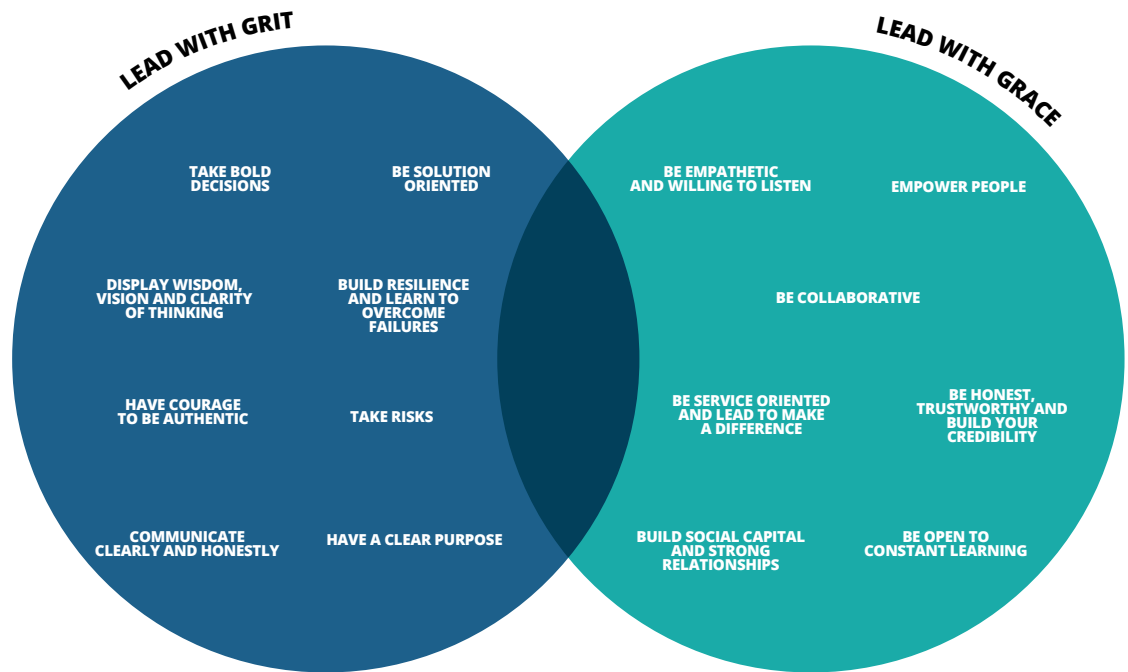 LEAD WITH GRIT
TAKE BOLD
DECISIONS
BE SOLUTION
ORIENTED
DISPLAY WISDOM,
VISION AND CLARITY
OF THINKING
BUILD RESILIENCE
AND LEARN TO
OVERCOME
FAILURES
HAVE COURAGE
TO BE AUTHENTIC
TAKE RISKS
COMMUNICATE
CLEARLY AND HONESTLY
HAVE A CLEAR PURPOSE
LEAD WITH GRACE
BE EMPATHETIC
AND WILLING TO LISTEN
EMPOWER PEOPLE
BE COLLABORATIVE
BE SERVICE ORIENTED
AND LEAD TO MAKE
A DIFFERENCE
BE HONEST,
TRUSTWORTHY AND
BUILD YOUR
CREDIBILITY
BUILD SOCIAL CAPITAL
AND STRONG
RELATIONSHIPS
BE OPEN TO
CONSTANT LEARNING